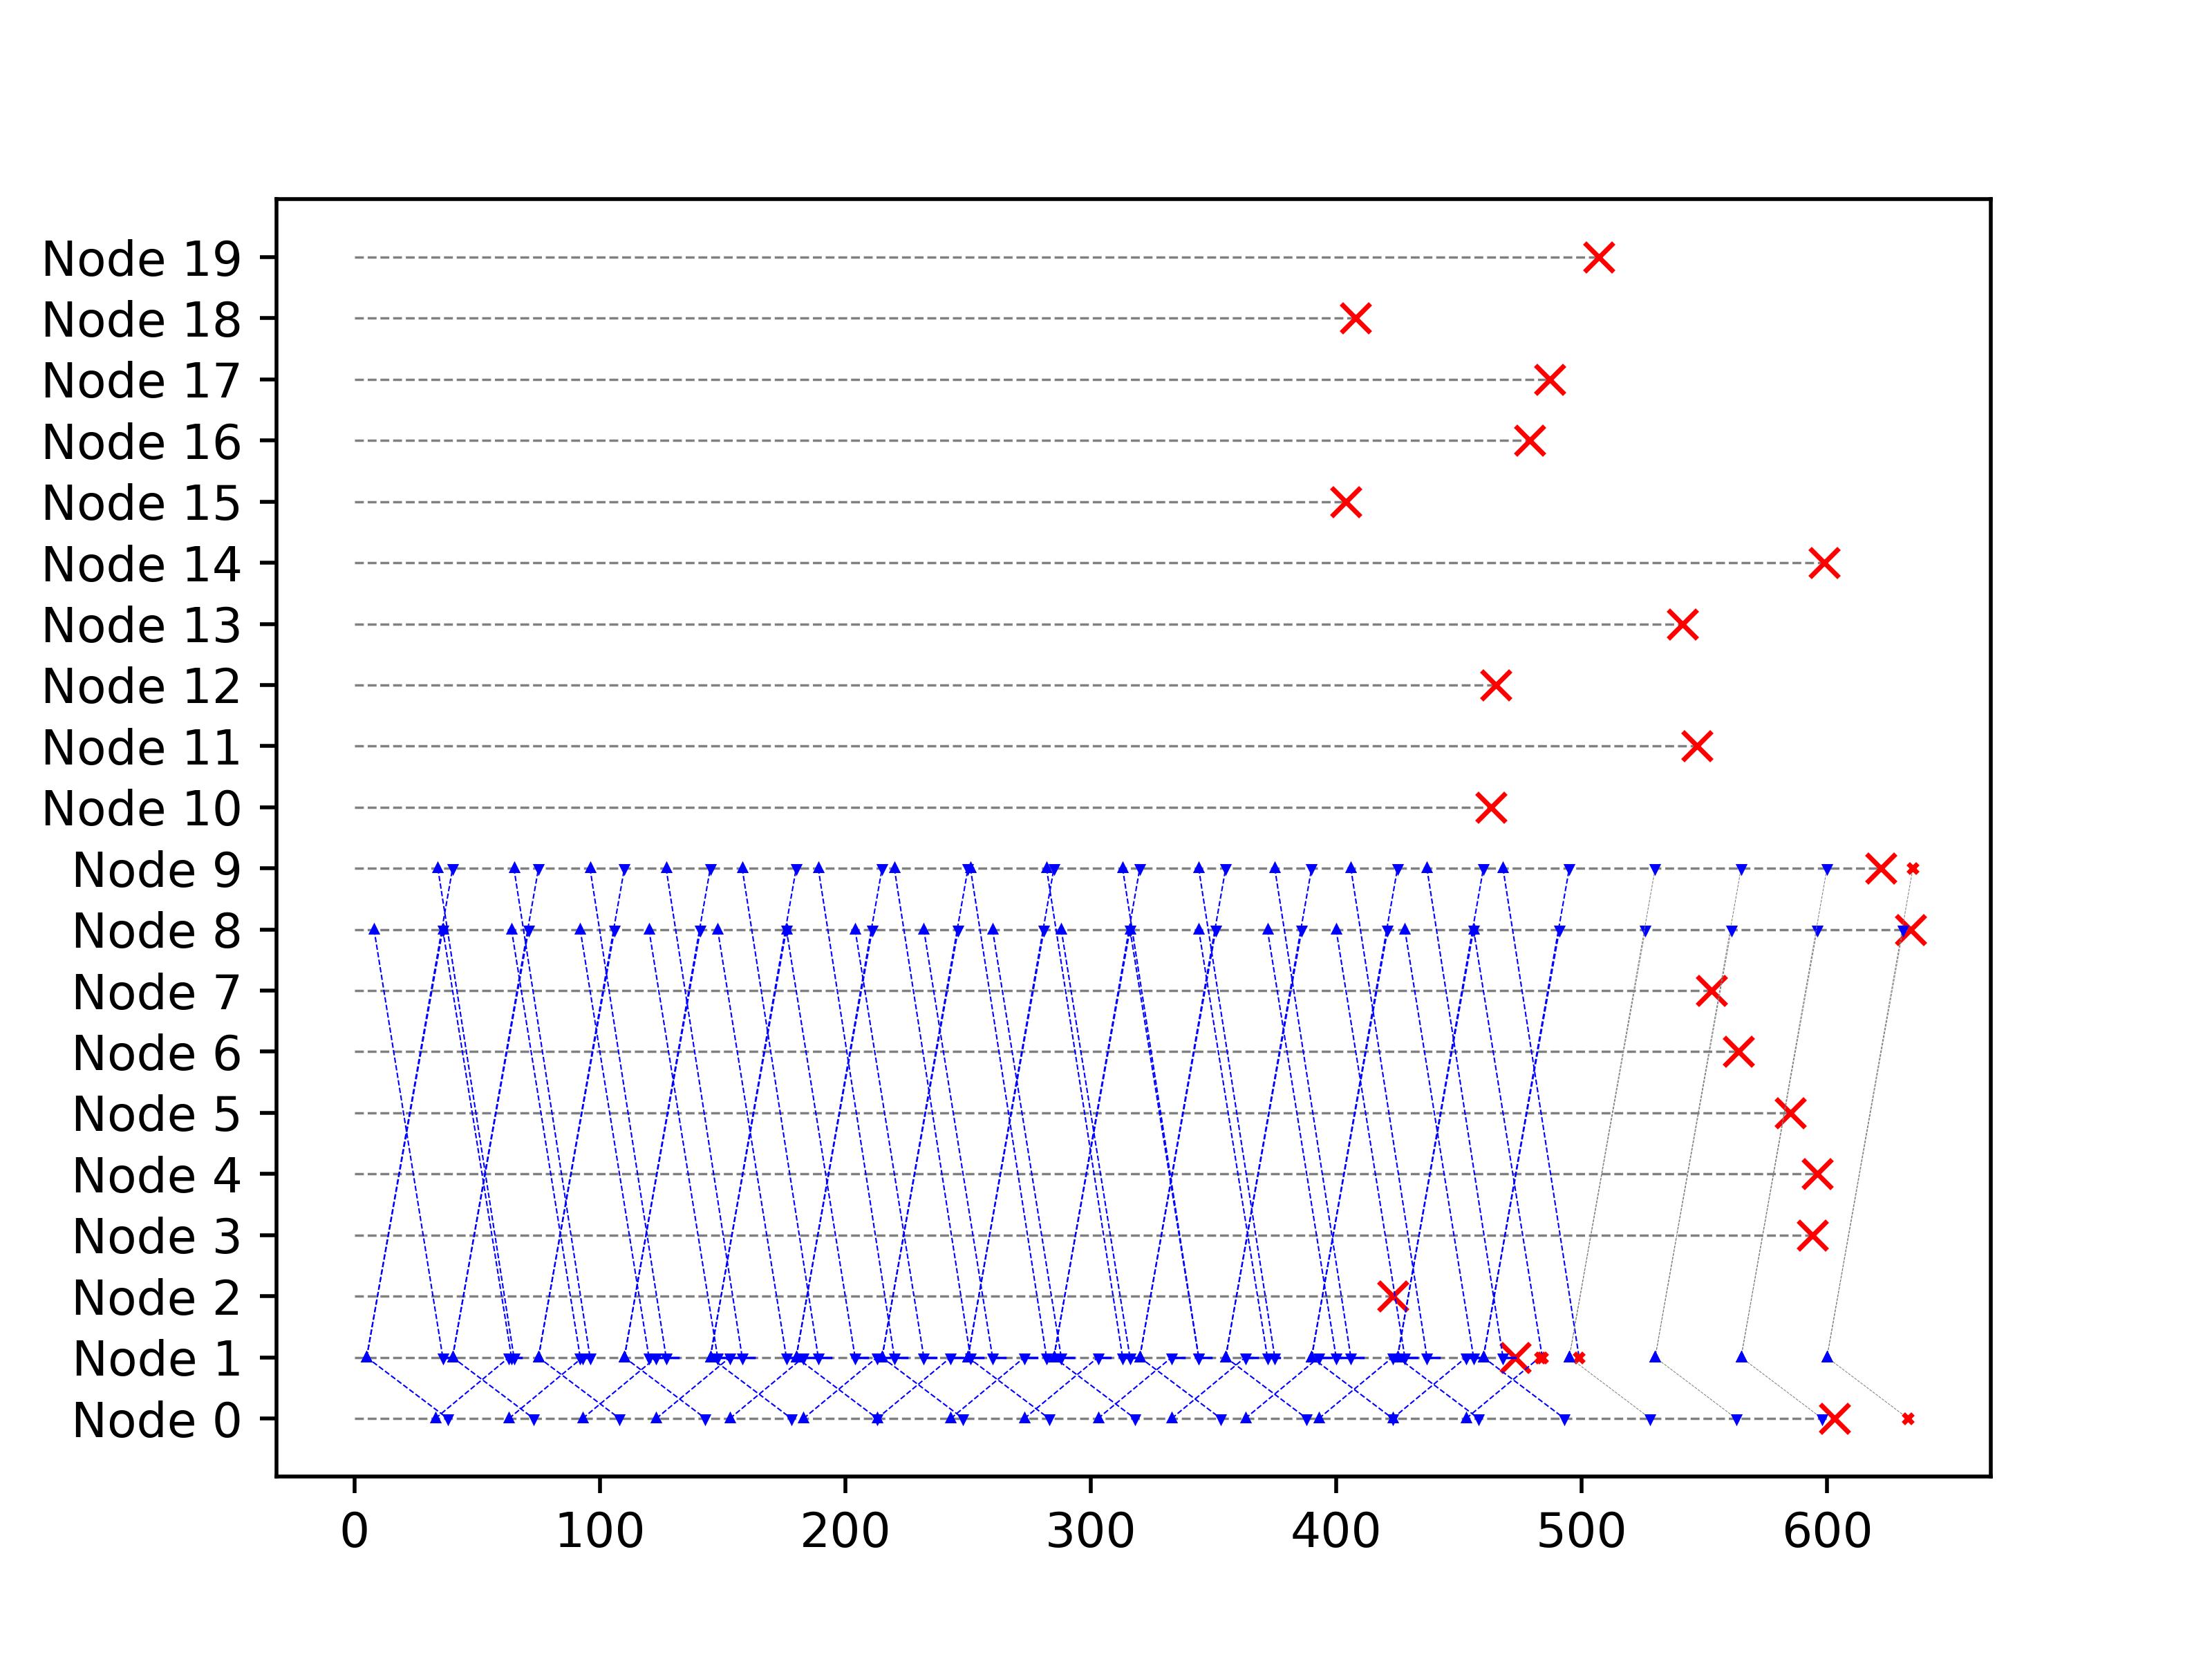 Node 19
Node 18
Node 17
Node 16
Node 15
Node 14
Node 13
Node 12
Node 11
Node 10
Node 9
Node 8
Node 7
Node 6
Node 5
Node 4
Node 3
Node 2
Node 1
Node 0
0 100 200 300 400 500 600